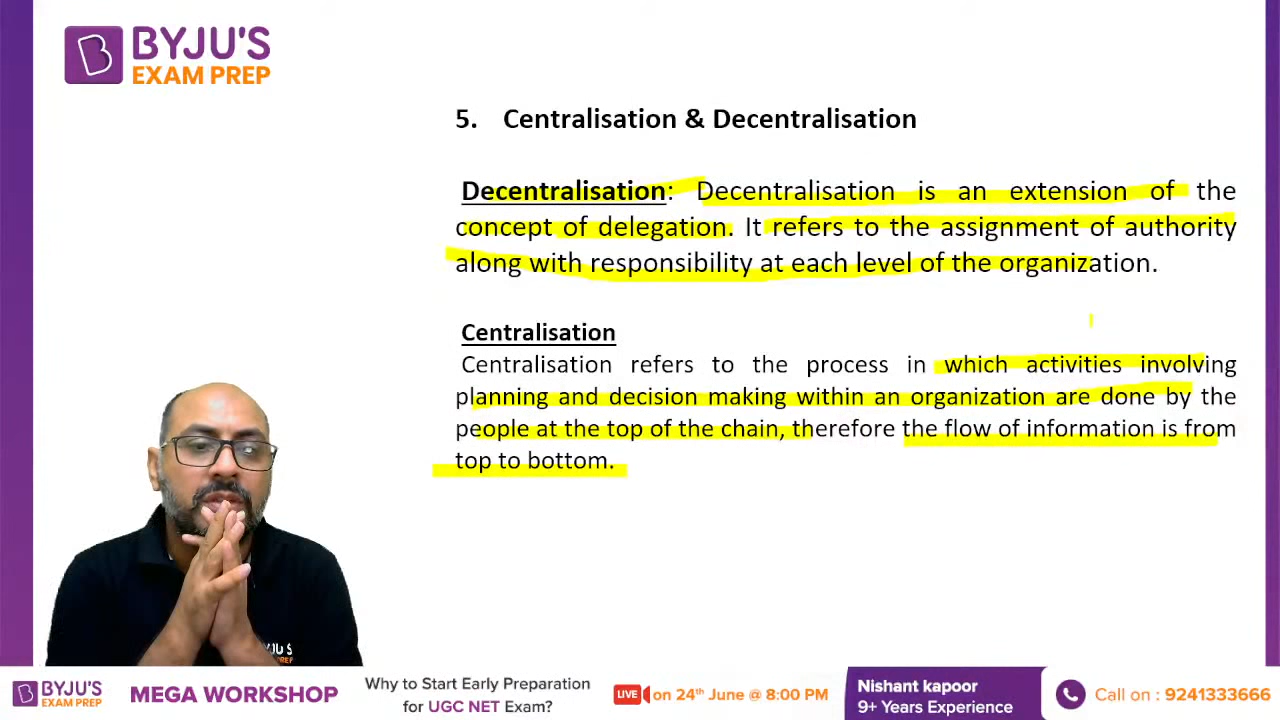 BYJU'S
EXAM PREP
5. Centralisation & Decentralisation
Decentralisation: Decentralisation is an extension of the
concept of delegation. It refers to the assignment of authority
along with responsibility at each level of the organization.
Centralisation
Centralisation refers to the process in which activities involving
planning and decision making within an organization are done by the
people at the top of the chain, therefore the flow of information is from
top to bottom.
BYJU'S
EXAM PREP
MEGA WORKSHOP
Why to Start Early Preparation
for UGC NET Exam?
LIVE on 24th June @ 8:00 PM
Nishant kapoor
9+ Years Experience
Call on : 9241333666